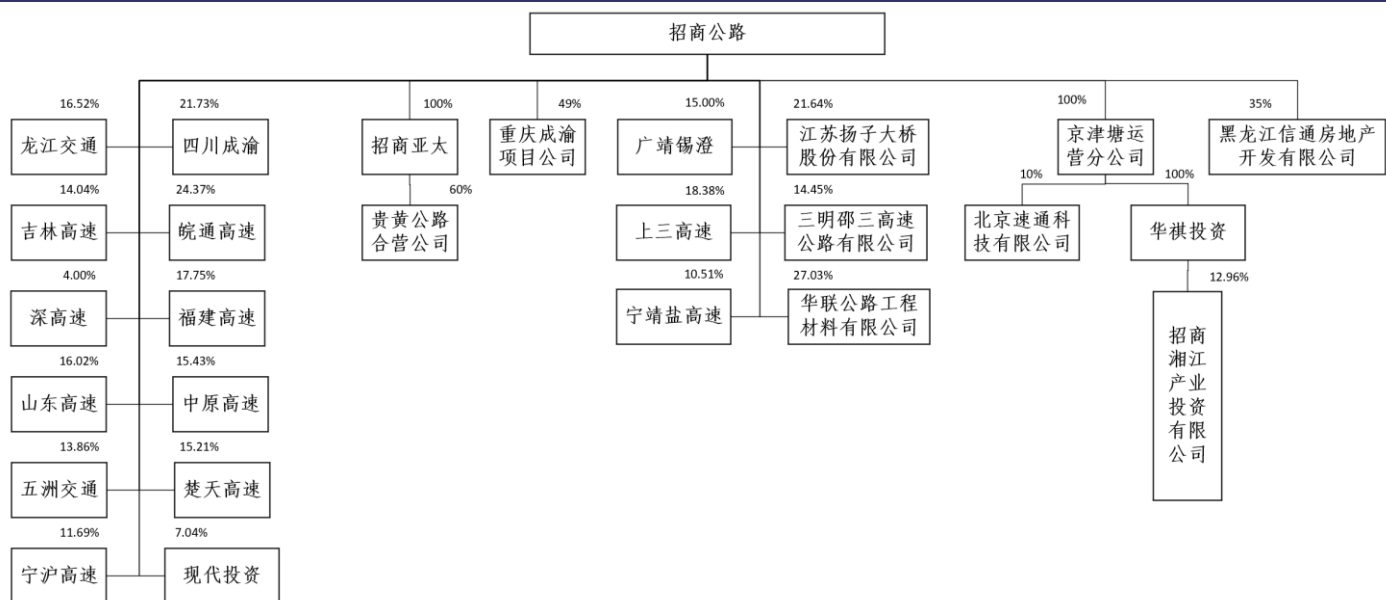 招商公路
16.52%
21.73%
100%
49%
15.00%
21.64%
100%
35%
龙江交通
四川成渝
招商亚大
重庆成渝
项目公司
广靖锡澄
江苏扬子大桥
股份有限公司
京津塘运
营分公司
黑龙江信通房地产
开发有限公司
14.04%
24.37%
60%
18.38%
14.45%
10%
100%
吉林高速
皖通高速
贵黄公路
合营公司
上三高速
三明邵三高速
公路有限公司
北京速通科
技有限公司
华祺投资
4.00%
17.75%
10.51%
27.03%
12.96%
深高速
福建高速
宁靖盐高速
华联公路工程
材料有限公司
招商
湘江
产业
投资
有限
公司
16.02%
15.43%
山东高速
中原高速
13.86%
15.21%
五洲交通
楚天高速
11.69%
7.04%
宁沪高速
现代投资